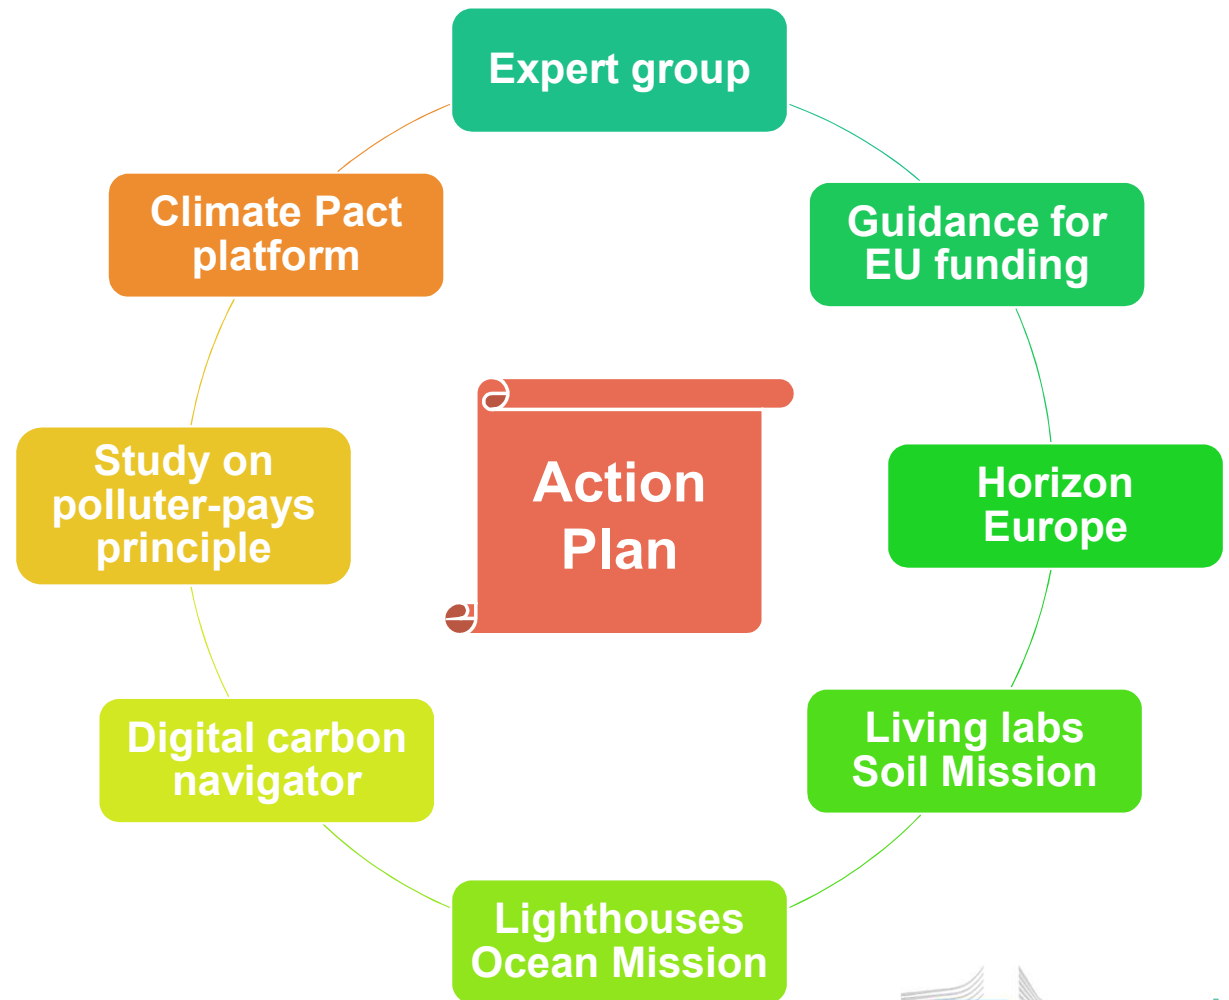 Expert group
Guidance for
EU funding
Horizon
Europe
Living labs
Soil Mission
Lighthouses
Ocean Mission
Digital carbon
navigator
Study on
polluter-pays
principle
Climate Pact
platform
Action
Plan